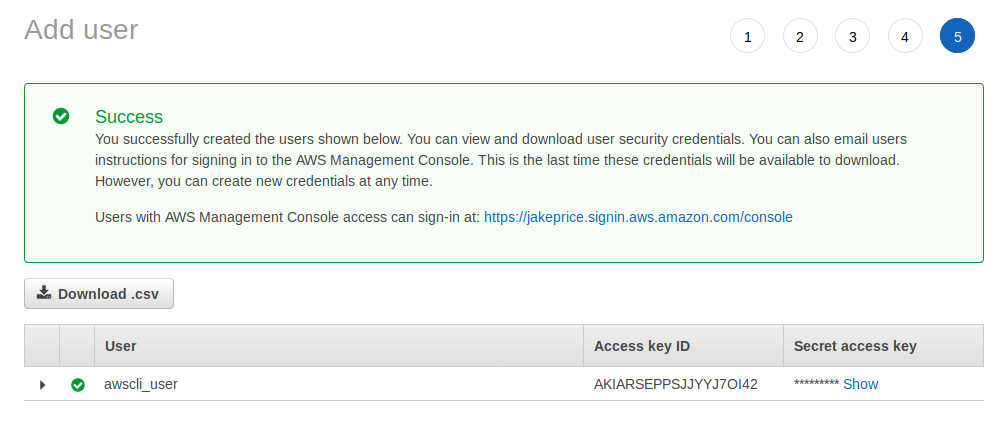 Add user
1 2 3 4 5
Success
You successfully created the users shown below. You can view and download user security credentials. You can also email users
instructions for signing in to the AWS Management Console. This is the last time these credentials will be available to download.
However, you can create new credentials at any time.
Users with AWS Management Console access can sign-in at: https://jakeprice.signin.aws.amazon.com/console
Download .csv
User Access key ID Secret access key
awscli_user AKIARSEPPSJJYYJ7OI42 ********* Show